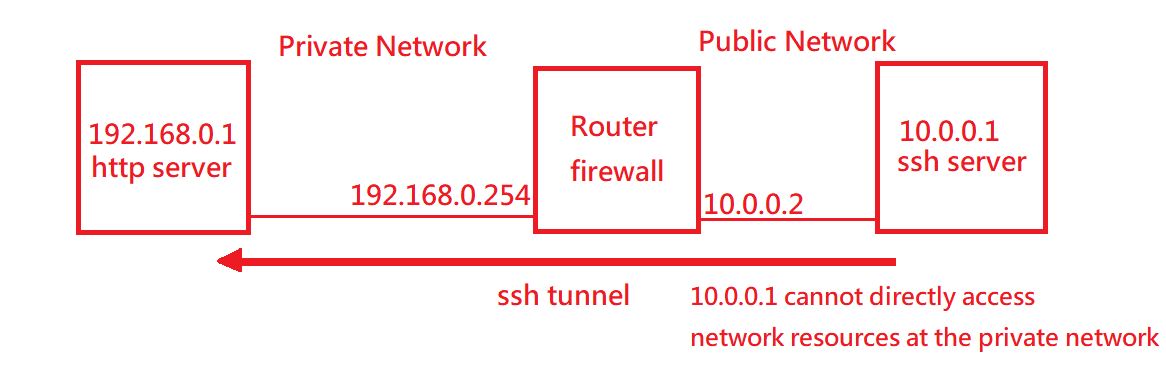 Private Network
Public Network
192.168.0.1
http server
Router
firewall
10.0.0.1
ssh server
192.168.0.254
10.0.0.2
ssh tunnel
10.0.0.1 cannot directly access
network resources at the private network